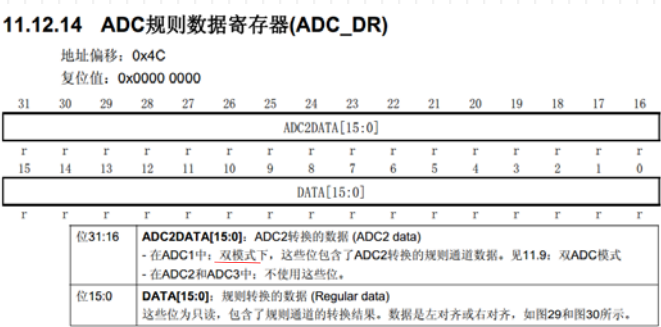 11.12.14 ADC规则数据寄存器(ADC_DR)
地址偏移：0x4C
复位值：0x0000 0000
31 30 29 28 27 26 25 24 23 22 21 20 19 18 17 16
ADC2DATA[15:0]
r r r r r r r r r r r r r r r r
15 14 13 12 11 10 9 8 7 6 5 4 3 2 1 0
DATA[15:0]
r r r r r r r r r r r r r r r r
位31:16 ADC2DATA[15:0]：ADC2转换的数据 (ADC2 data)
- 在ADC1中：双模式下，这些位包含了ADC2转换的规则通道数据。见11.9：双ADC模式
- 在ADC2和ADC3中：不使用这些位。
位15:0 DATA[15:0]：规则转换的数据 (Regular data)
这些位为只读，包含了规则通道的转换结果。数据是左对齐或右对齐，如图29和图30所示。